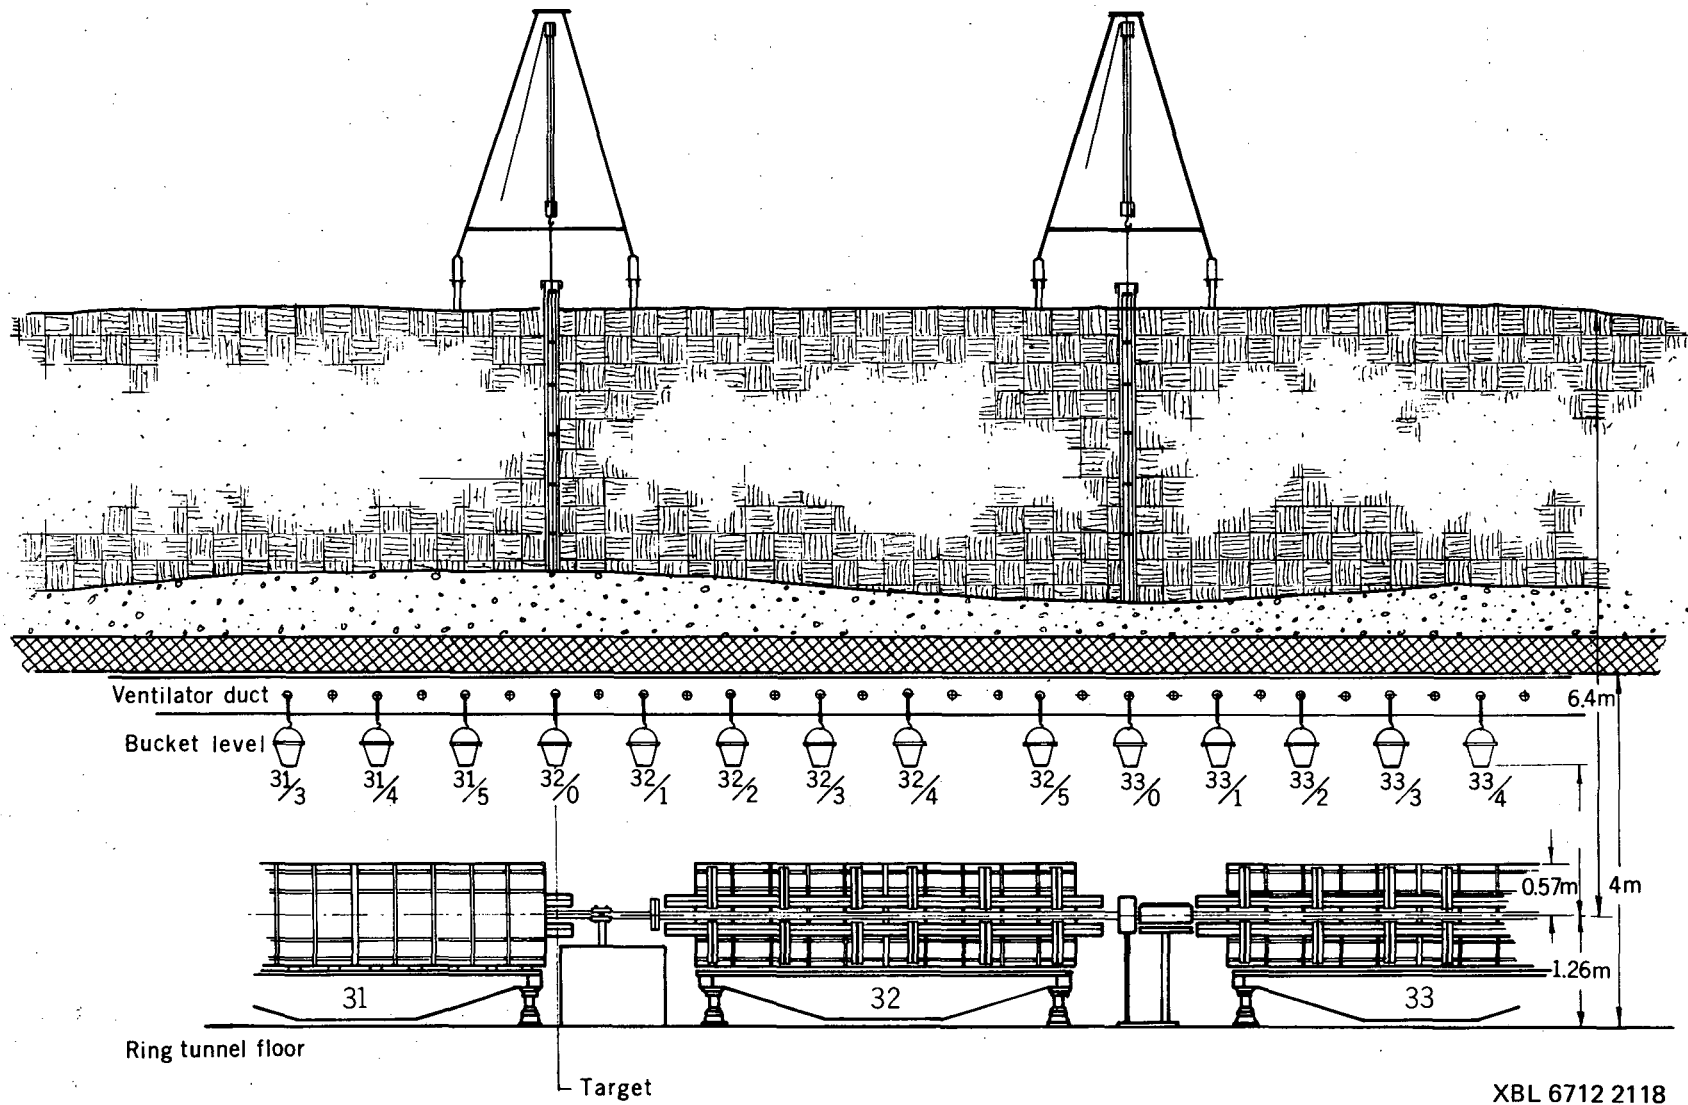 Ventilator duct
6.4m
Bucket level
31/3 31/4 31/5 32/0 32/1 32/2 32/3 32/4 32/5 33/0 33/1 33/2 33/3 33/4
0.57m 4m
1.26m
31 32 33
Ring tunnel floor
Target
XBL 6712 2118